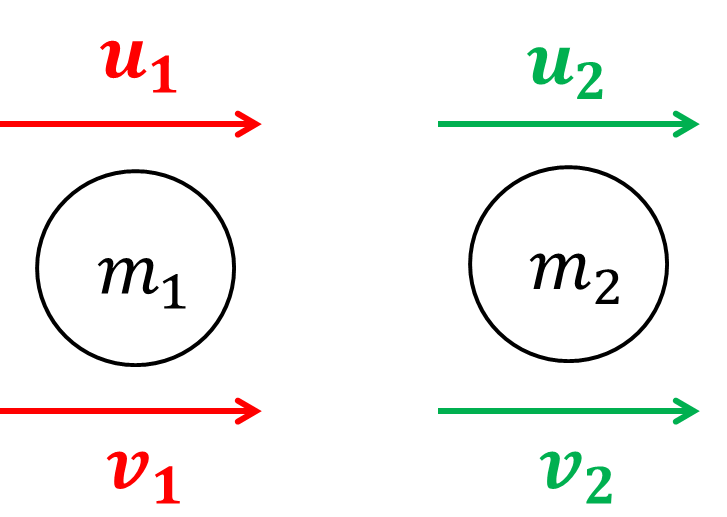 u₁ u₂
m₁ m₂
v₁ v₂